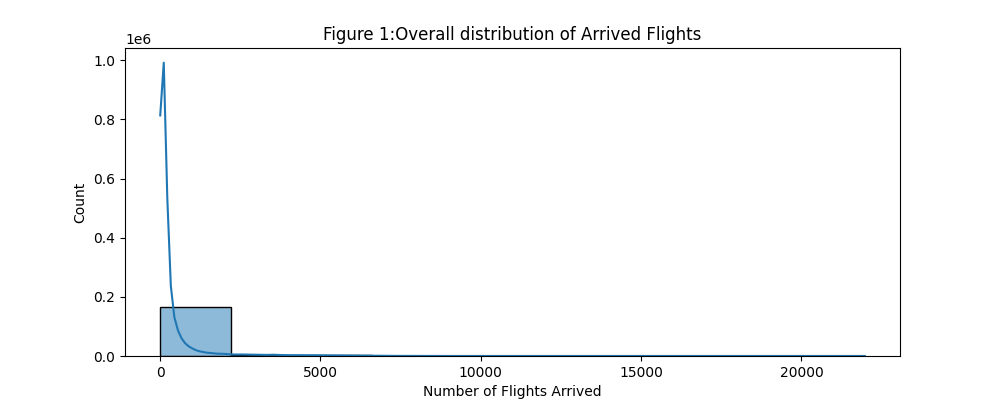 Figure 1:Overall distribution of Arrived Flights
1e6
1.0
0.8
0.6
0.4
0.2
0.0
Count
0 5000 10000 15000 20000
Number of Flights Arrived